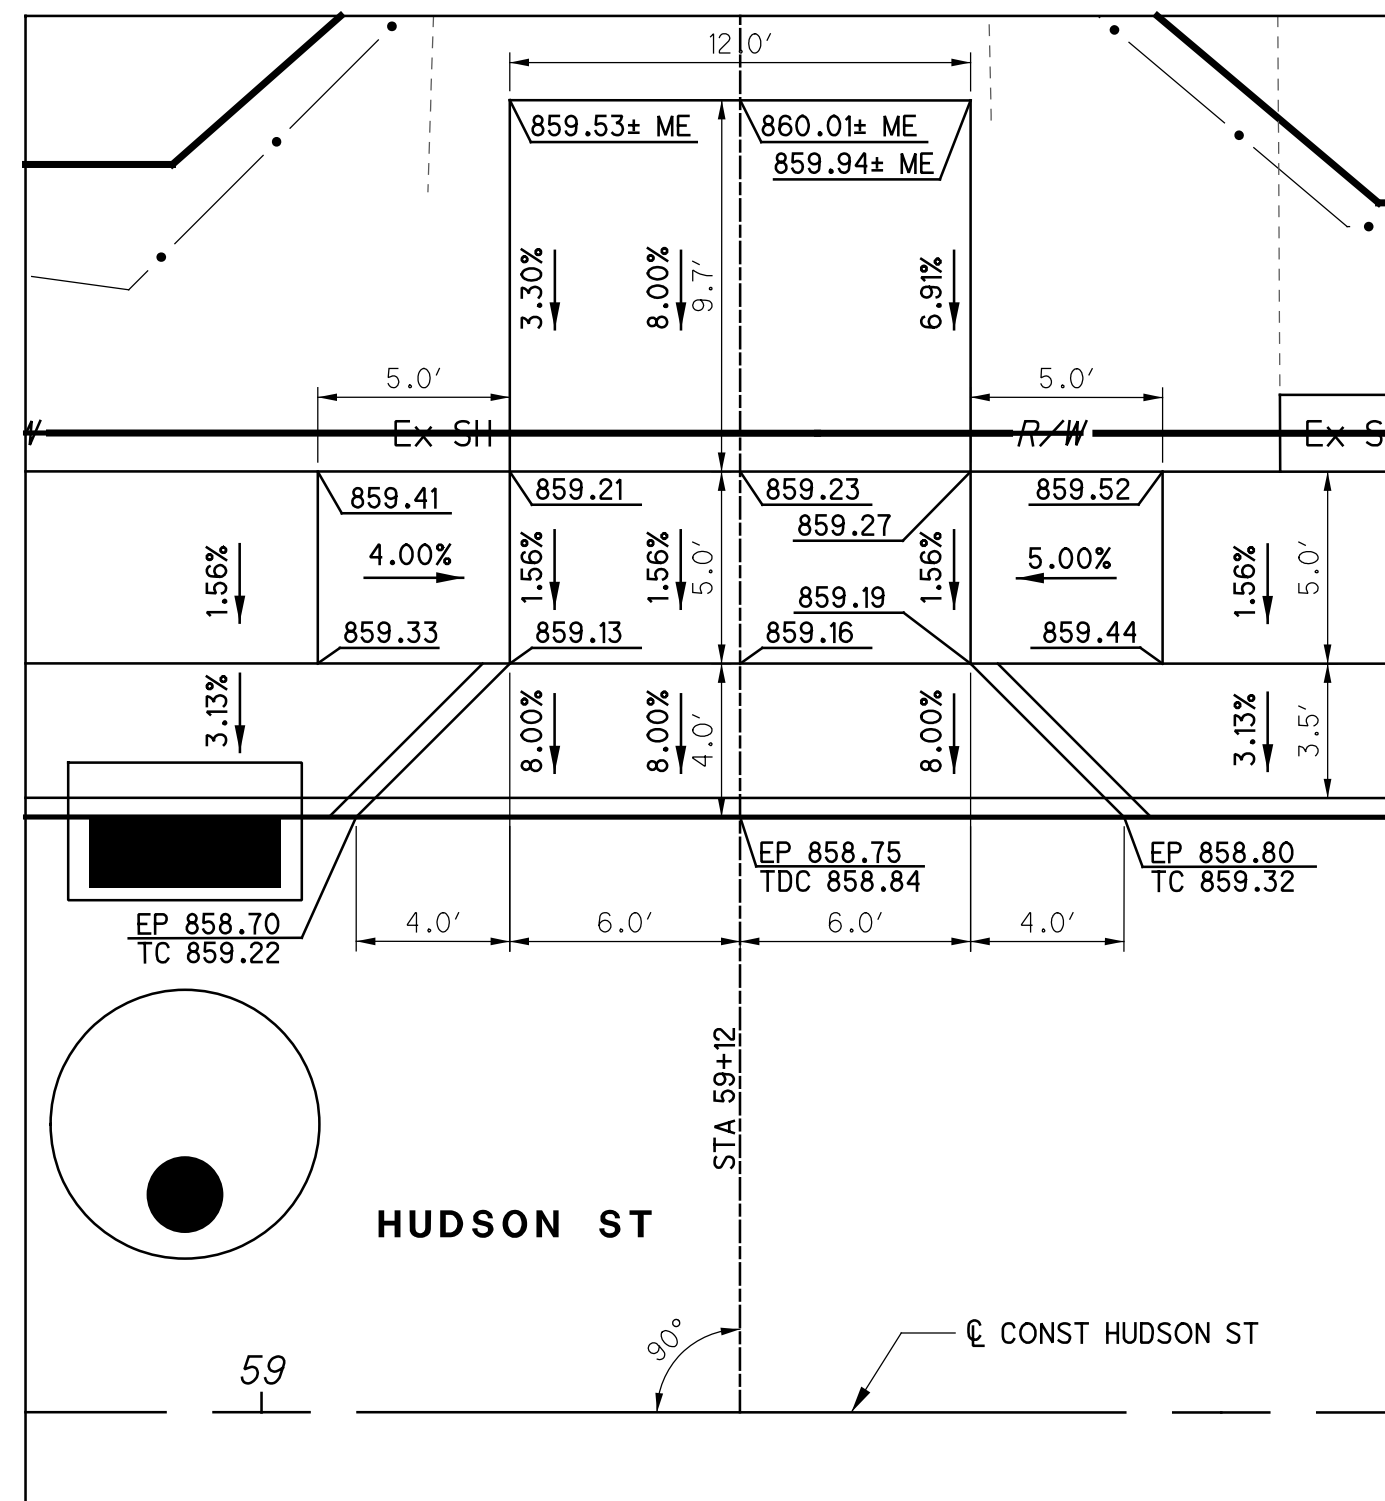 12.0′
859.53± ME
860.01± ME
859.94± ME
3.30%
8.00%
9.7′
6.91%
5.0′
5.0′
Ex SH
R/W
Ex S
859.41
859.21
859.23
859.52
859.27
1.56%
4.00%
1.56%
1.56%
5.0′
1.56%
5.00%
1.56%
5.0′
859.19
859.33
859.13
859.16
859.44
3.13%
8.00%
8.00%
4.0′
8.00%
3.13%
3.5′
EP 858.75
TDC 858.84
EP 858.80
TC 859.32
EP 858.70
TC 859.22
4.0′
6.0′
6.0′
4.0′
STA 59+12
HUDSON ST
90°
℄ CONST HUDSON ST
59